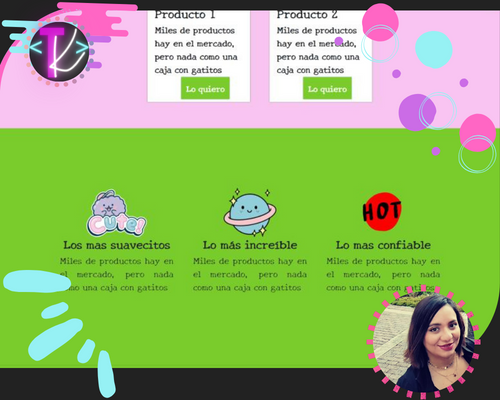 Producto 1
Miles de productos
hay en el mercado,
pero nada como una
caja con gatitos
Lo quiero
Producto 2
Miles de productos
hay en el mercado,
pero nada como una
caja con gatitos
Lo quiero
Cute!
Los mas suavecitos
Miles de productos hay en
el mercado, pero nada
como una caja con gatitos
Lo más increíble
Miles de productos hay en
el mercado, pero nada
como una caja con gatitos
HOT
Lo mas confiable
Miles de productos hay en
el mercado, pero nada
como una caja con gatitos